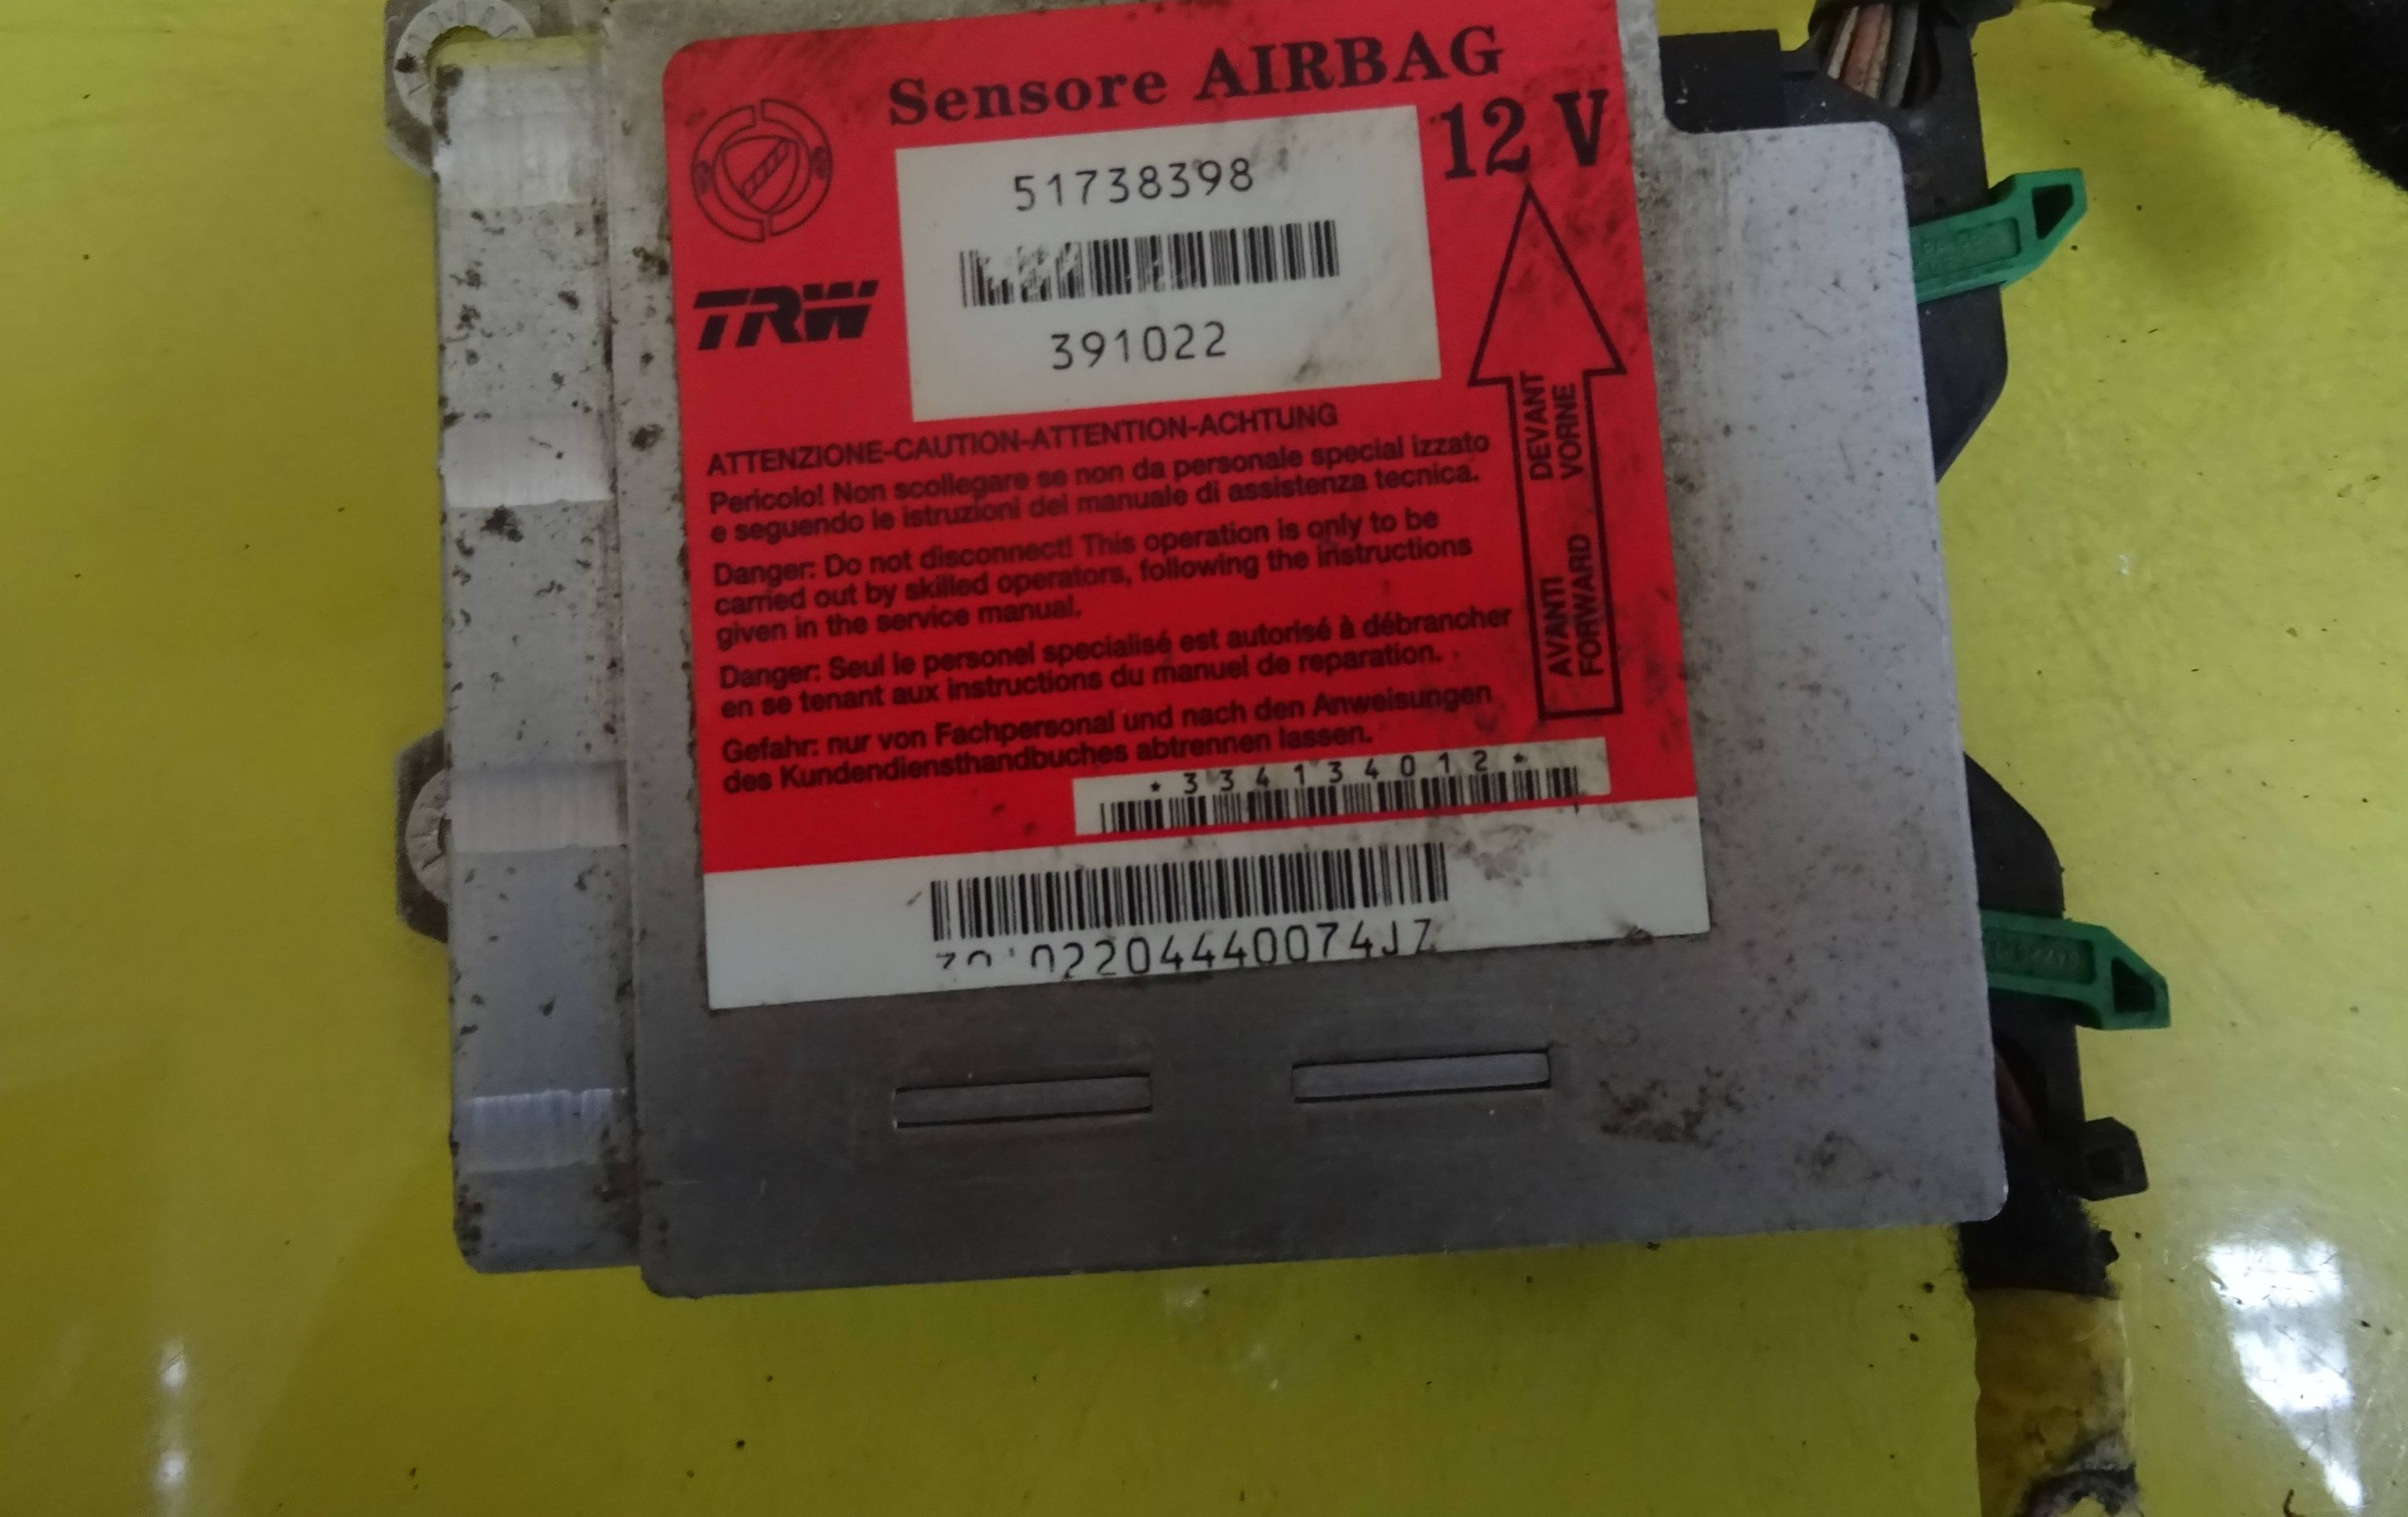 Sensore AIRBAG
12 V
51738398
TRW
391022
ATTENZIONE-CAUTION-ATTENTION-ACHTUNG
Pericolo! Non scollegare se non da personale special izzato
e seguendo le istruzioni del manuale di assistenza tecnica.
Danger: Do not disconnect! This operation is only to be
carried out by skilled operators, following the instructions
given in the service manual.
Danger: Seul le personel specialisé est autorisé à débrancher
en se tenant aux instructions du manuel de reparation.
Gefahr: nur von Fachpersonal und nach den Anweisungen
des Kundendiensthandbuches abtrennen lassen.
AVANTI DEVANT
FORWARD VORNE
*334134012*